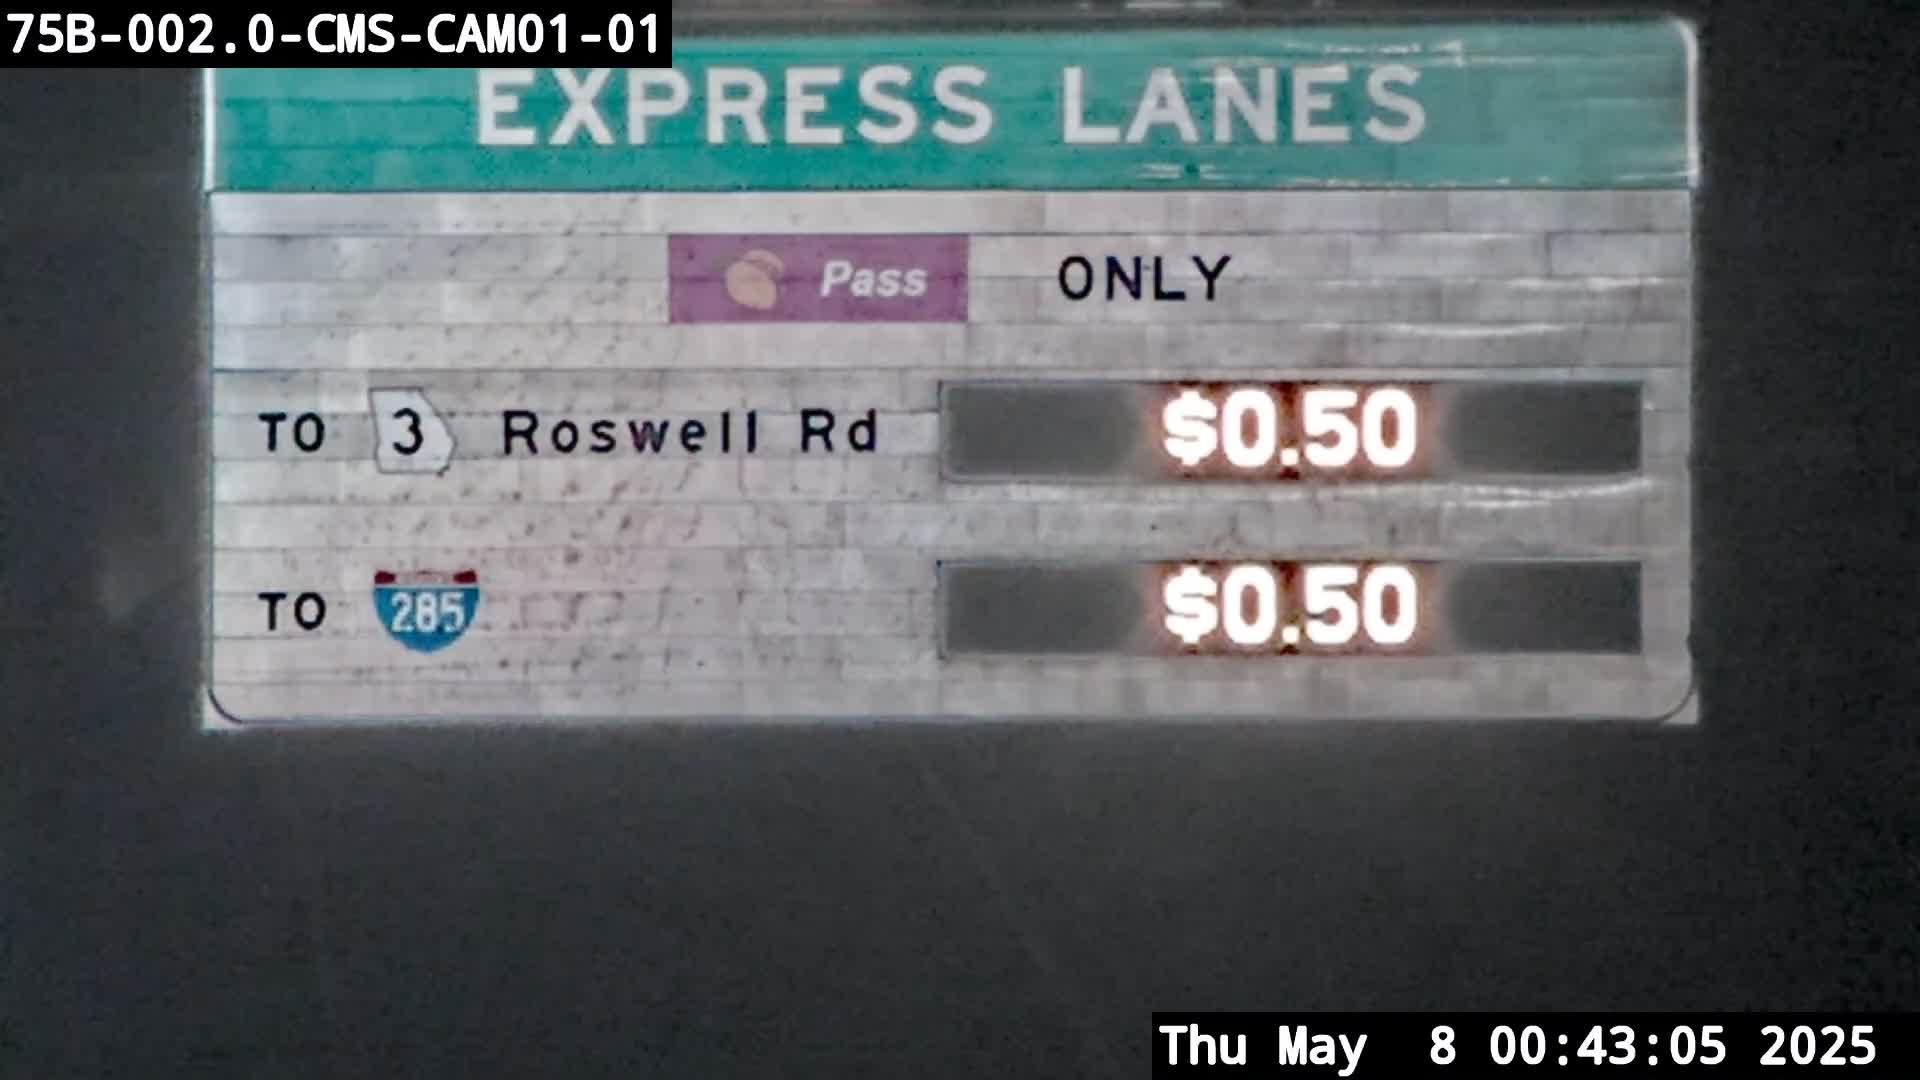 75B-002.0-CMS-CAM01-01
EXPRESS LANES
Pass ONLY
TO 3 Roswell Rd $0.50
TO 285 $0.50
Thu May 8 00:43:05 2025